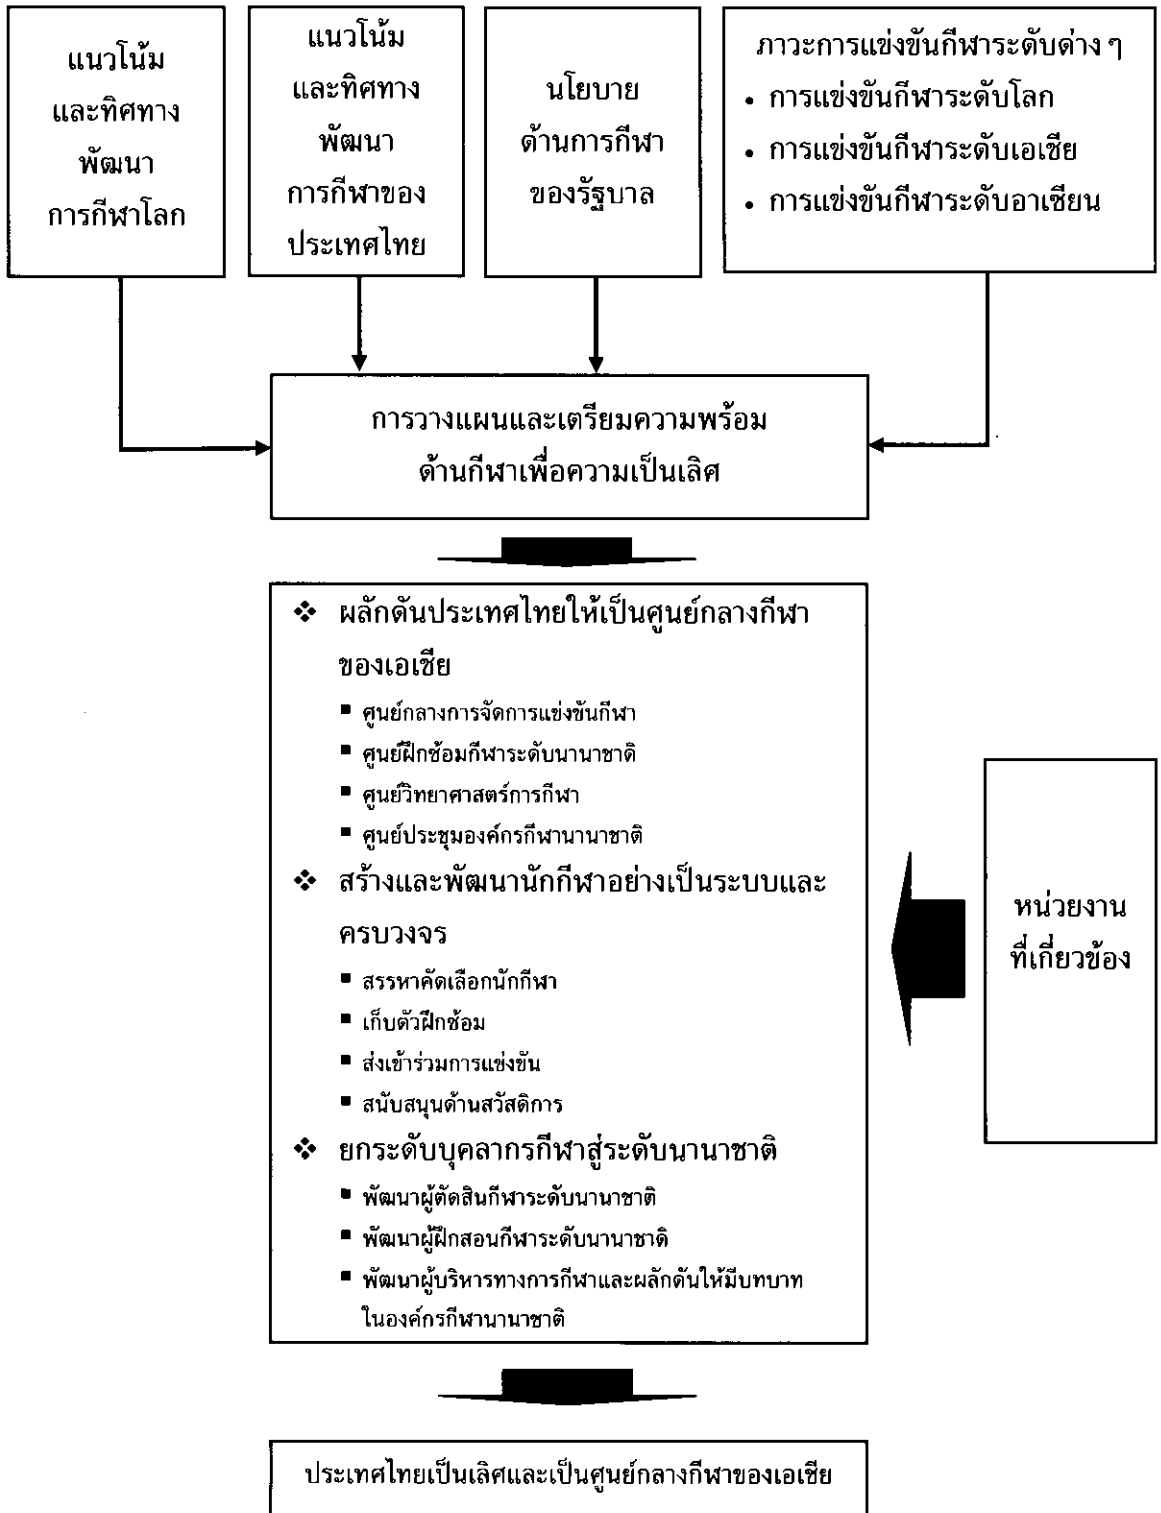 แนวโน้ม
และทิศทาง
พัฒนา
การกีฬาโลก
แนวโน้ม
และทิศทาง
พัฒนา
การกีฬาของ
ประเทศไทย
นโยบาย
ด้านการกีฬา
ของรัฐบาล
ภาวะการแข่งขันกีฬาระดับต่าง ๆ
• การแข่งขันกีฬาระดับโลก
• การแข่งขันกีฬาระดับเอเชีย
• การแข่งขันกีฬาระดับอาเซียน
การวางแผนและเตรียมความพร้อม
ด้านกีฬาเพื่อความเป็นเลิศ
❖ ผลักดันประเทศไทยให้เป็นศูนย์กลางกีฬา
ของเอเชีย
▪ ศูนย์กลางการจัดการแข่งขันกีฬา
▪ ศูนย์ฝึกซ้อมกีฬาระดับนานาชาติ
▪ ศูนย์วิทยาศาสตร์การกีฬา
▪ ศูนย์ประชุมองค์กรกีฬานานาชาติ
❖ สร้างและพัฒนานักกีฬาอย่างเป็นระบบและ
ครบวงจร
▪ สรรหาคัดเลือกนักกีฬา
▪ เก็บตัวฝึกซ้อม
▪ ส่งเข้าร่วมการแข่งขัน
▪ สนับสนุนด้านสวัสดิการ
❖ ยกระดับบุคลากรกีฬาสู่ระดับนานาชาติ
▪ พัฒนาผู้ตัดสินกีฬาระดับนานาชาติ
▪ พัฒนาผู้ฝึกสอนกีฬาระดับนานาชาติ
▪ พัฒนาผู้บริหารทางการกีฬาและผลักดันให้มีบทบาท
ในองค์กรกีฬานานาชาติ
หน่วยงาน
ที่เกี่ยวข้อง
ประเทศไทยเป็นเลิศและเป็นศูนย์กลางกีฬาของเอเชีย